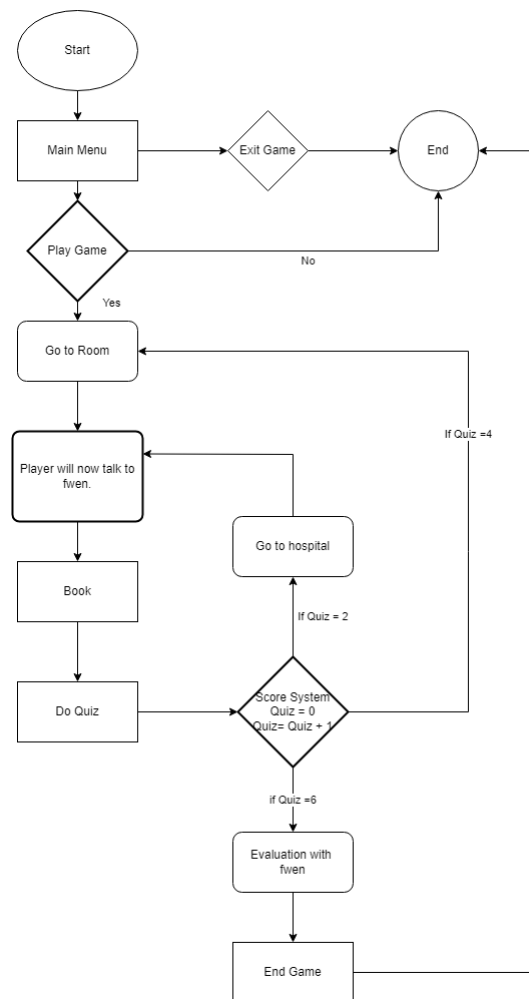 Start
Main Menu
Exit Game
End
Play Game
No
Yes
Go to Room
If Quiz =4
Player will now talk to
fwen.
Go to hospital
Book
If Quiz = 2
Score System
Quiz = 0
Quiz= Quiz + 1
Do Quiz
if Quiz =6
Evaluation with
fwen
End Game